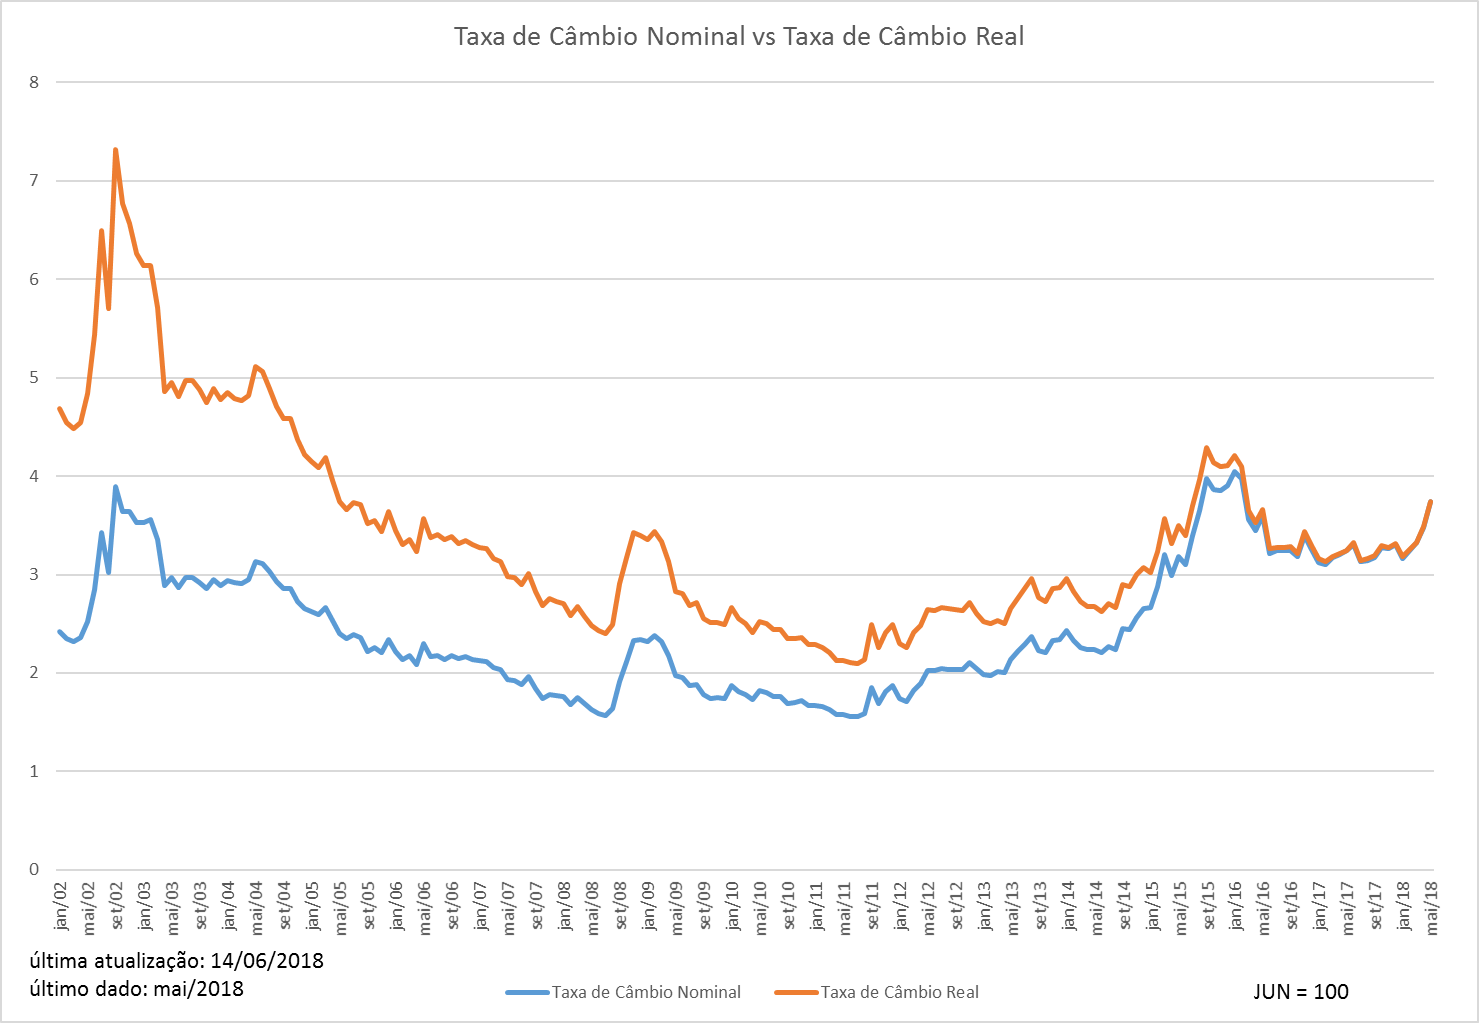 Taxa de Câmbio Nominal vs Taxa de Câmbio Real
8
7
6
5
4
3
2
1
0
jan/02
mai/02
set/02
jan/03
mai/03
set/03
jan/04
mai/04
set/04
jan/05
mai/05
set/05
jan/06
mai/06
set/06
jan/07
mai/07
set/07
jan/08
mai/08
set/08
jan/09
mai/09
set/09
jan/10
mai/10
set/10
jan/11
mai/11
set/11
jan/12
mai/12
set/12
jan/13
mai/13
set/13
jan/14
mai/14
set/14
jan/15
mai/15
set/15
jan/16
mai/16
set/16
jan/17
mai/17
set/17
jan/18
mai/18
última atualização: 14/06/2018
último dado: mai/2018
Taxa de Câmbio Nominal
Taxa de Câmbio Real
JUN = 100